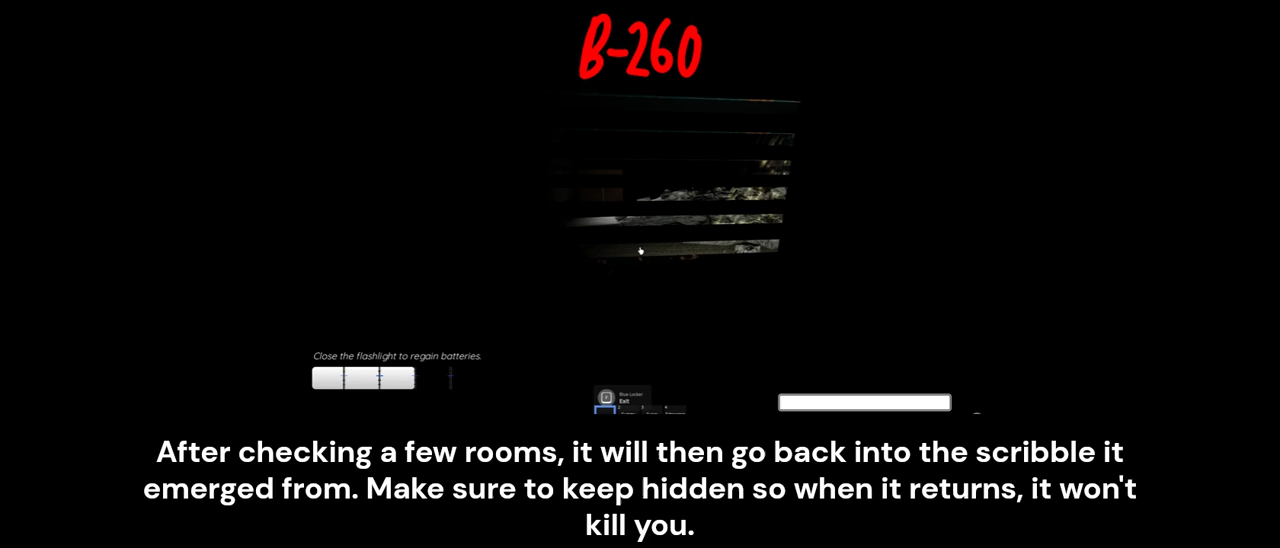 B-260
Close the flashlight to regain batteries.
Blue Locker
Exit
After checking a few rooms, it will then go back into the scribble it
emerged from. Make sure to keep hidden so when it returns, it won't
kill you.